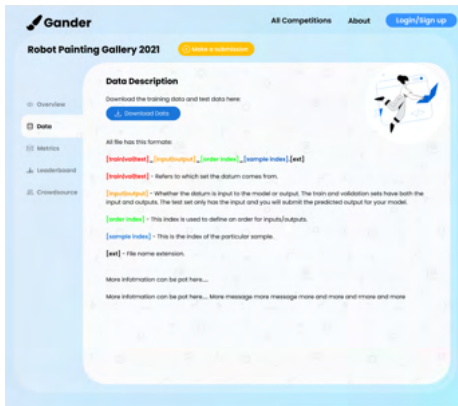 Gander
All Competitions
About
Login/Sign up
Robot Painting Gallery 2021
Make a submission
Overview
Data
Metrics
Leaderboard
Crowdsource
Data Description
Download the training data and test data here:
Download Data
All file has this formate:
[train|val|test]_[input|output]_[order index]_[sample index].[ext]
[train|val|test] - Refers to which set the datum comes from.
[input|output] - Whether the datum is input to the model or output. The train and validation sets have both the
input and outputs. The test set only has the input and you will submit the predicted output for your model.
[order index] - This index is used to define an order for inputs/outputs.
[sample index] - This is the index of the particular sample.
[ext] - File name extension.
More infotmation can be pot here....
More infotmation can be pot here.... More message more message more and more and rmore and more